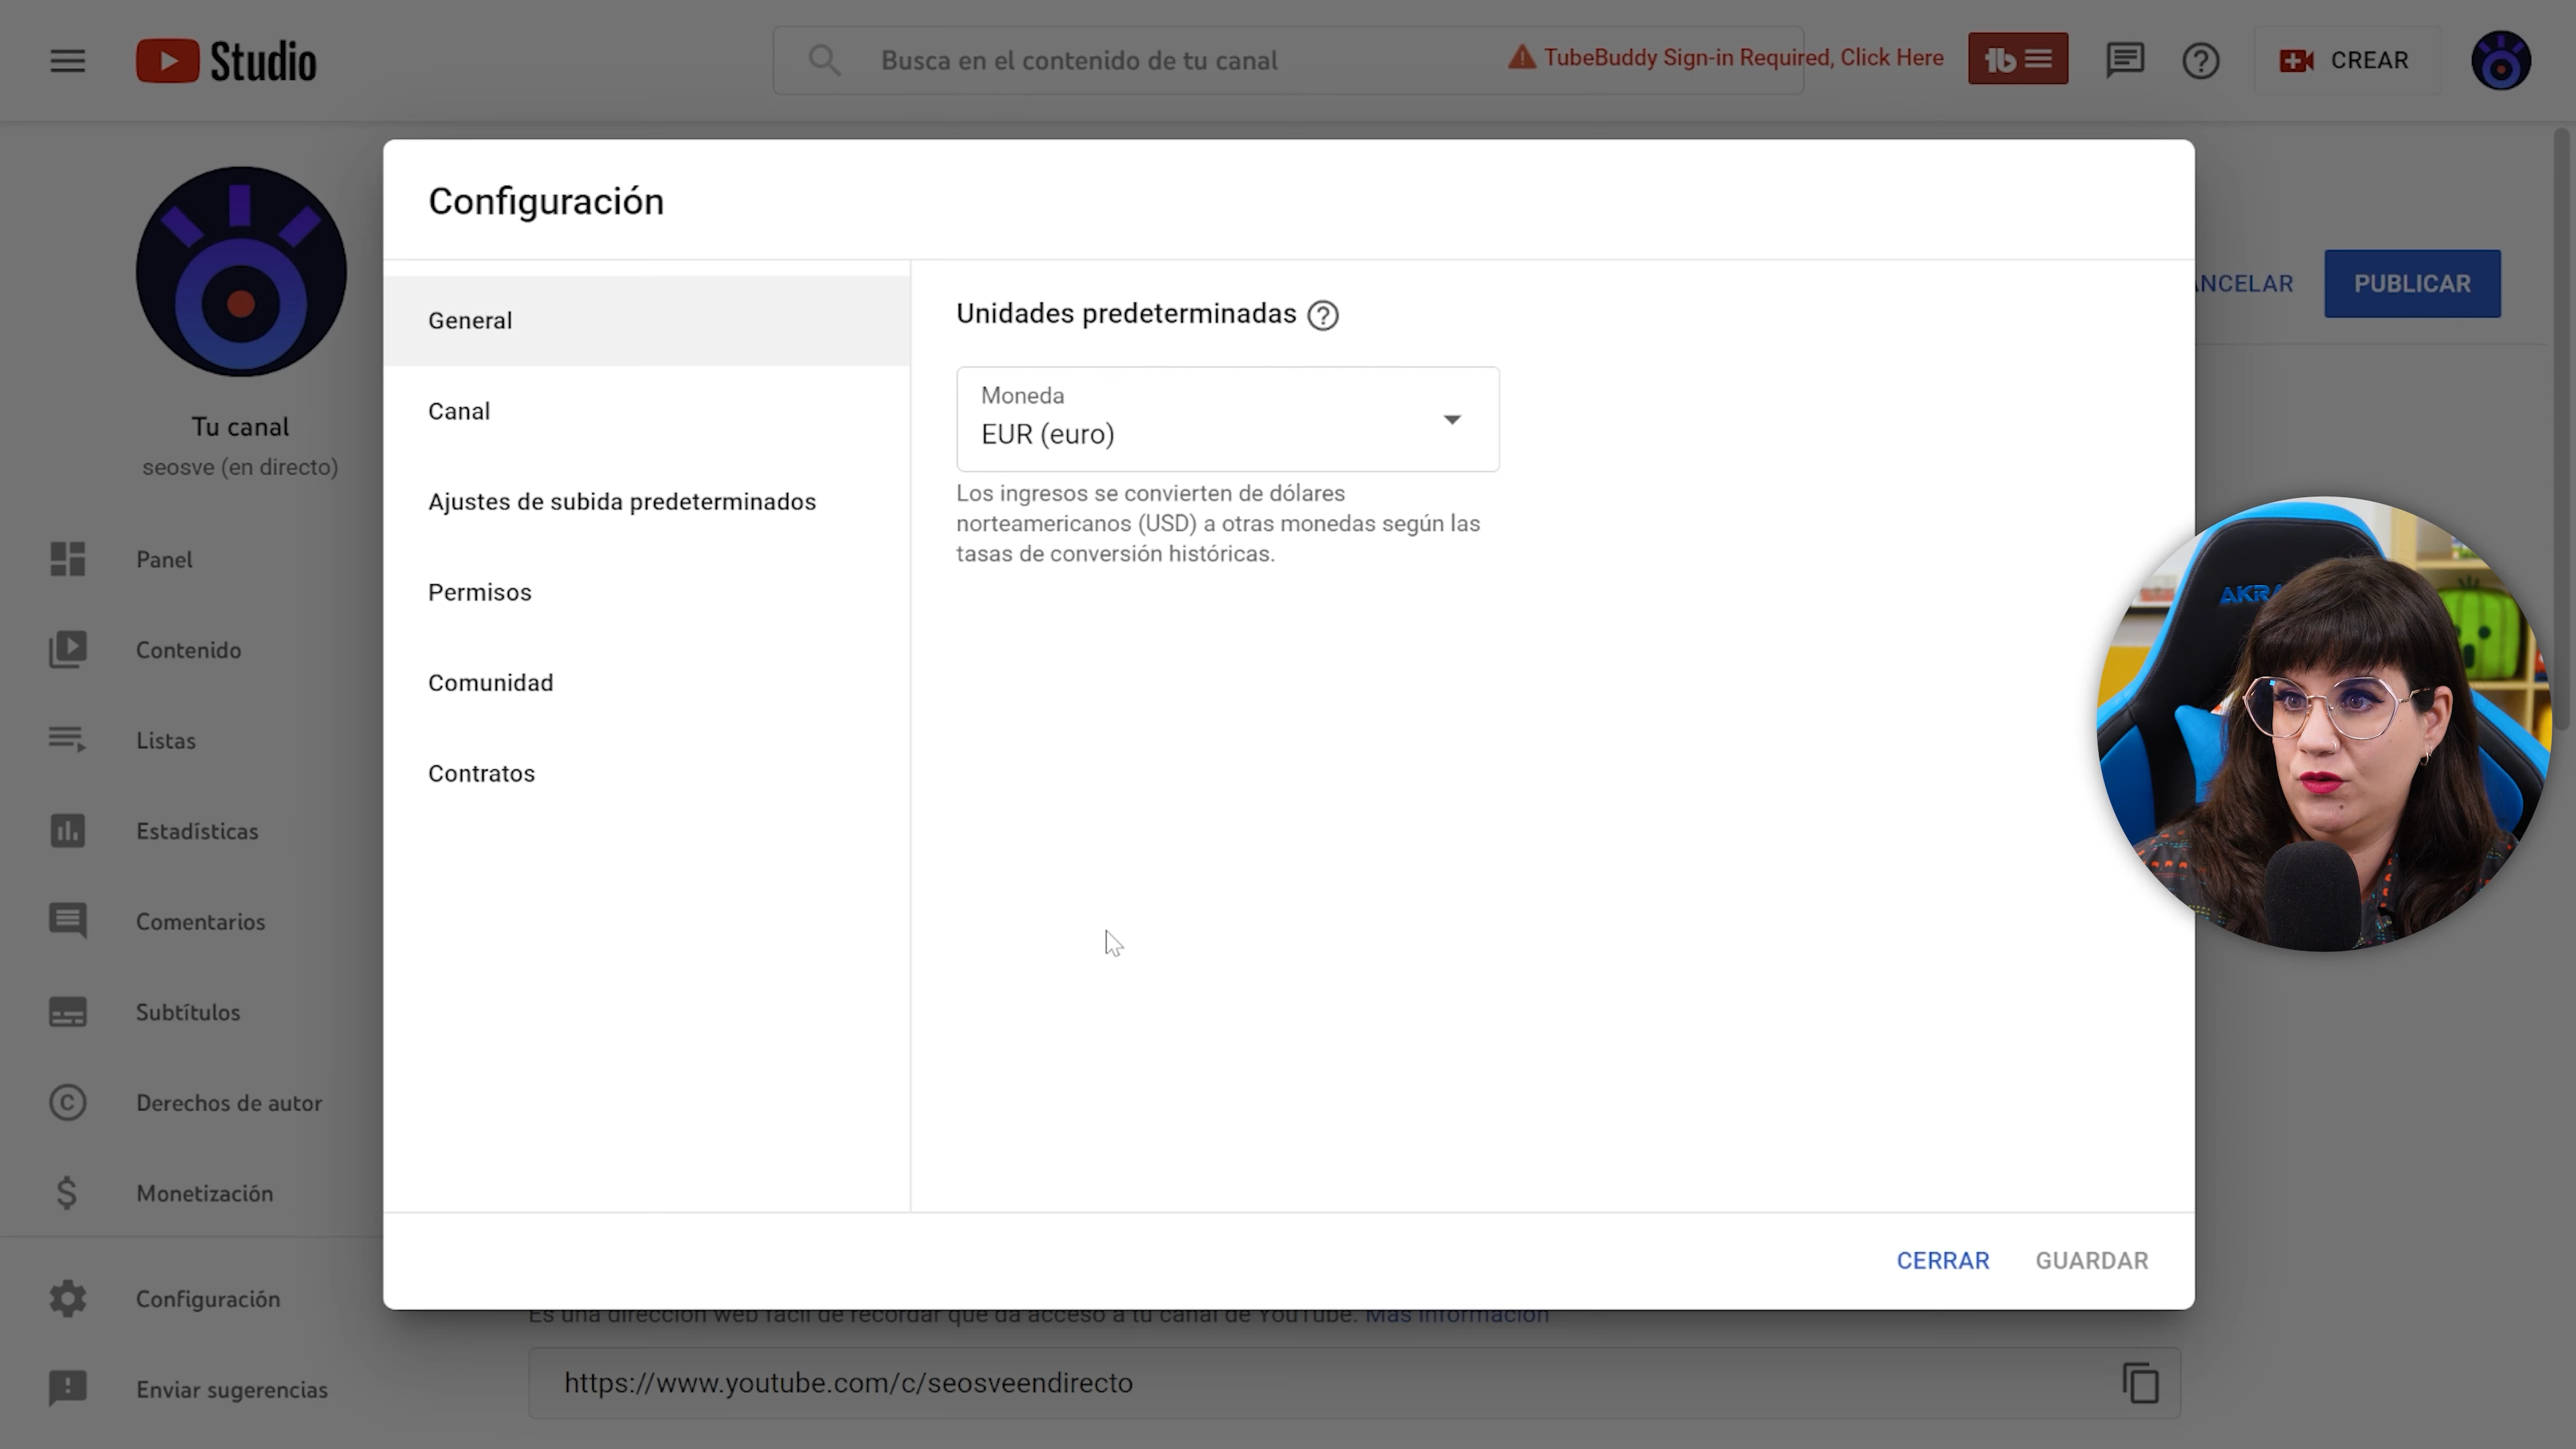 Studio
Busca en el contenido de tu canal
TubeBuddy Sign-in Required, Click Here
tb
CREAR
Configuración
General
Canal
Ajustes de subida predeterminados
Permisos
Comunidad
Contratos
Unidades predeterminadas
Moneda
EUR (euro)
Los ingresos se convierten de dólares
norteamericanos (USD) a otras monedas según las
tasas de conversión históricas.
CERRAR
GUARDAR
NCELAR
PUBLICAR
Tu canal
seosve (en directo)
Panel
Contenido
Listas
Estadísticas
Comentarios
Subtítulos
Derechos de autor
Monetización
Configuración
Enviar sugerencias
Es una dirección web fácil de recordar que da acceso a tu canal de YouTube. Más información
https://www.youtube.com/c/seosveendirecto